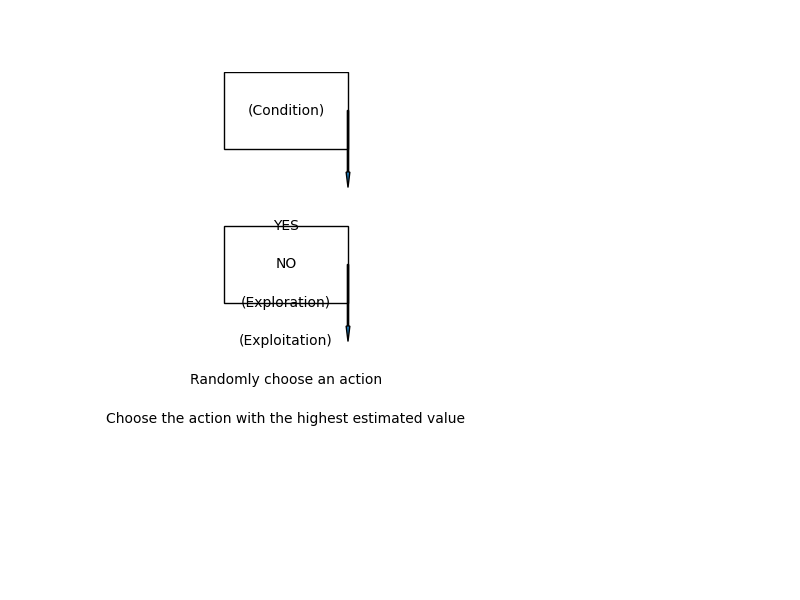 (Condition)
YES
NO
(Exploration)
(Exploitation)
Randomly choose an action
Choose the action with the highest estimated value